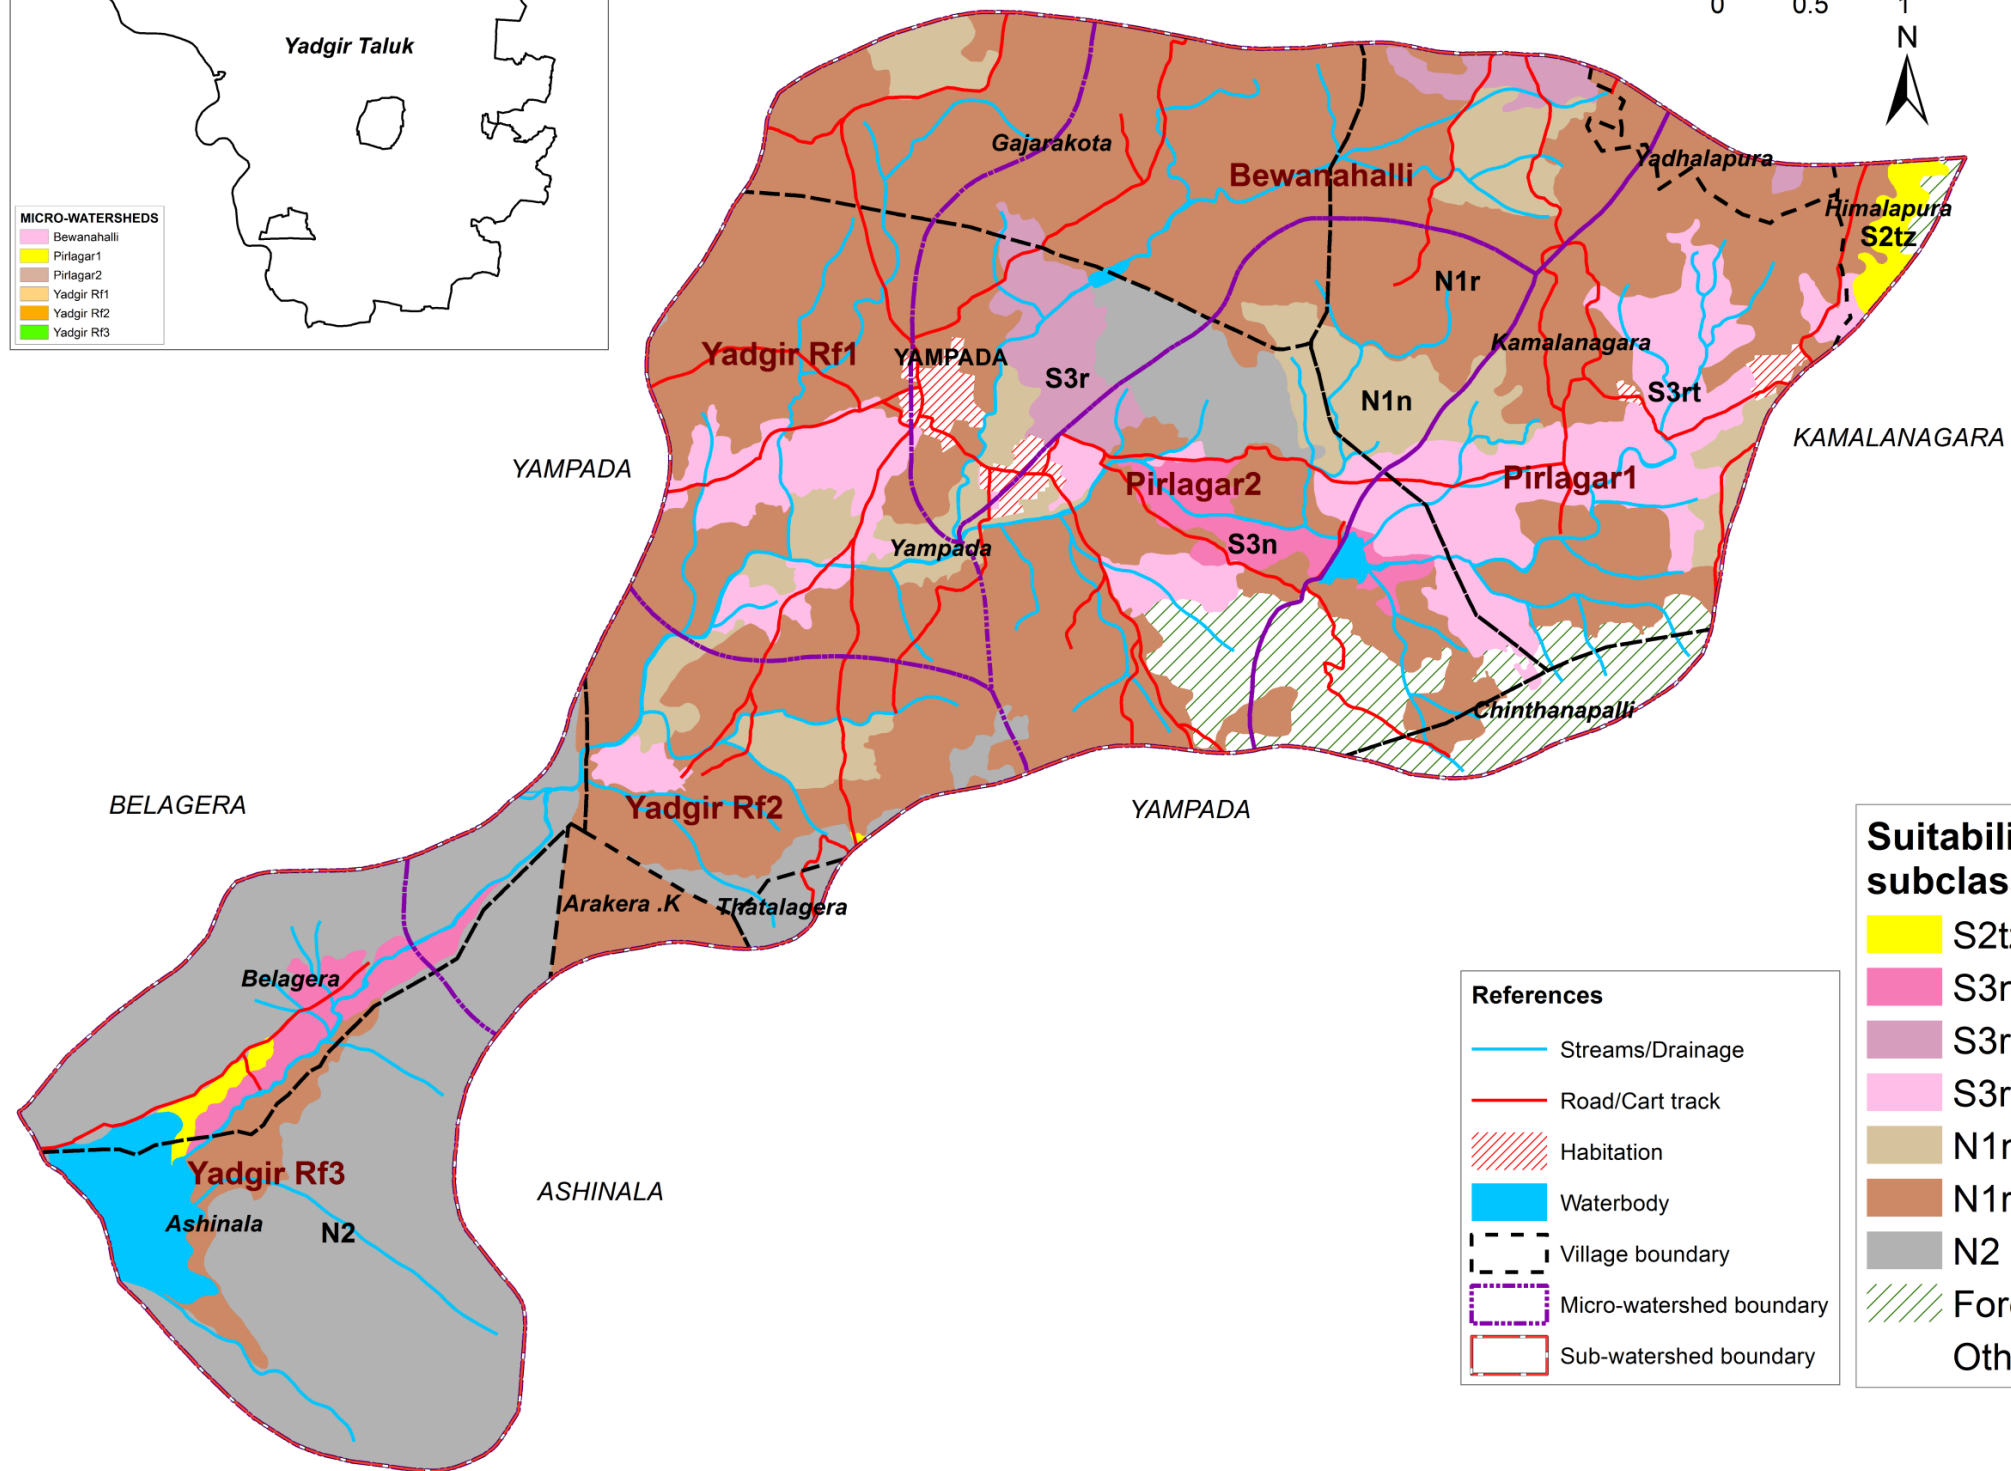 0 0.5 1
N
Yadgir Taluk
MICRO-WATERSHEDS
Bewanahalli
Pirlagar1
Pirlagar2
Yadgir Rf1
Yadgir Rf2
Yadgir Rf3
Gajarakota
Bewanahalli
Yadhalapura
Himalapura
S2tz
N1r
Kamalanagara
Yadgir Rf1
YAMPADA
S3r
S3rt
N1n
KAMALANAGARA
YAMPADA
Pirlagar2
Pirlagar1
Yampada
S3n
Chinthanapalli
BELAGERA
Yadgir Rf2
YAMPADA
Arakera .K
Thatalagera
Belagera
Yadgir Rf3
Ashinala
N2
ASHINALA
References
Streams/Drainage
Road/Cart track
Habitation
Waterbody
Village boundary
Micro-watershed boundary
Sub-watershed boundary
N2